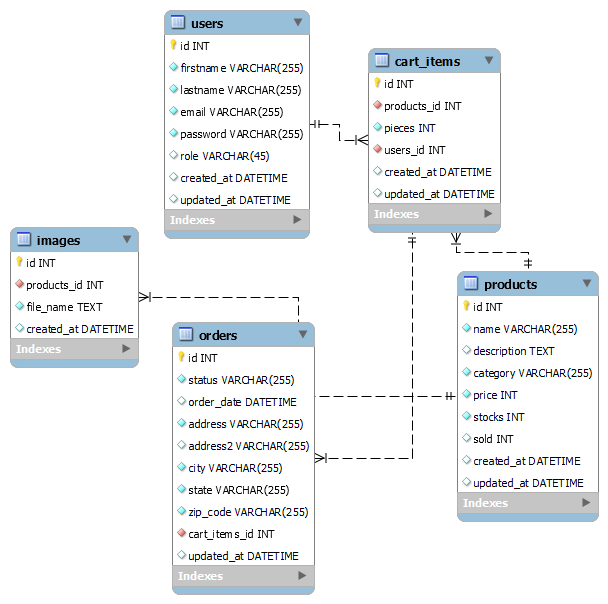 users
id INT
firstname VARCHAR(255)
lastname VARCHAR(255)
email VARCHAR(255)
password VARCHAR(255)
role VARCHAR(45)
created_at DATETIME
updated_at DATETIME
Indexes
cart_items
id INT
products_id INT
pieces INT
users_id INT
created_at DATETIME
updated_at DATETIME
Indexes
images
id INT
products_id INT
file_name TEXT
created_at DATETIME
Indexes
products
id INT
name VARCHAR(255)
description TEXT
category VARCHAR(255)
price INT
stocks INT
sold INT
created_at DATETIME
updated_at DATETIME
Indexes
orders
id INT
status VARCHAR(255)
order_date DATETIME
address VARCHAR(255)
address2 VARCHAR(255)
city VARCHAR(255)
state VARCHAR(255)
zip_code VARCHAR(255)
cart_items_id INT
updated_at DATETIME
Indexes